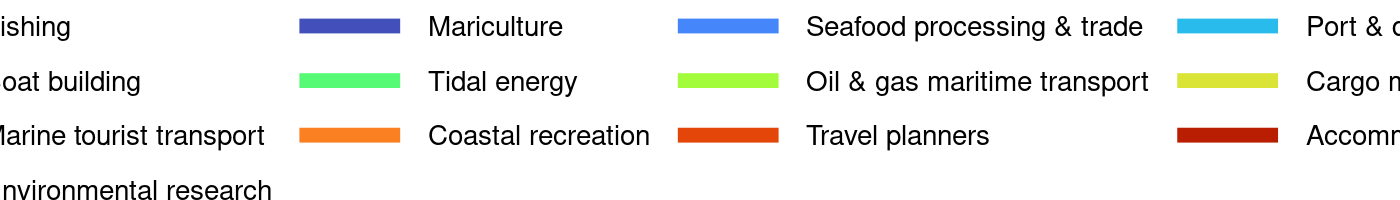 ishing Mariculture Seafood processing & trade Port &
oat building Tidal energy Oil & gas maritime transport Cargo
Marine tourist transport Coastal recreation Travel planners Accom
nvironmental research